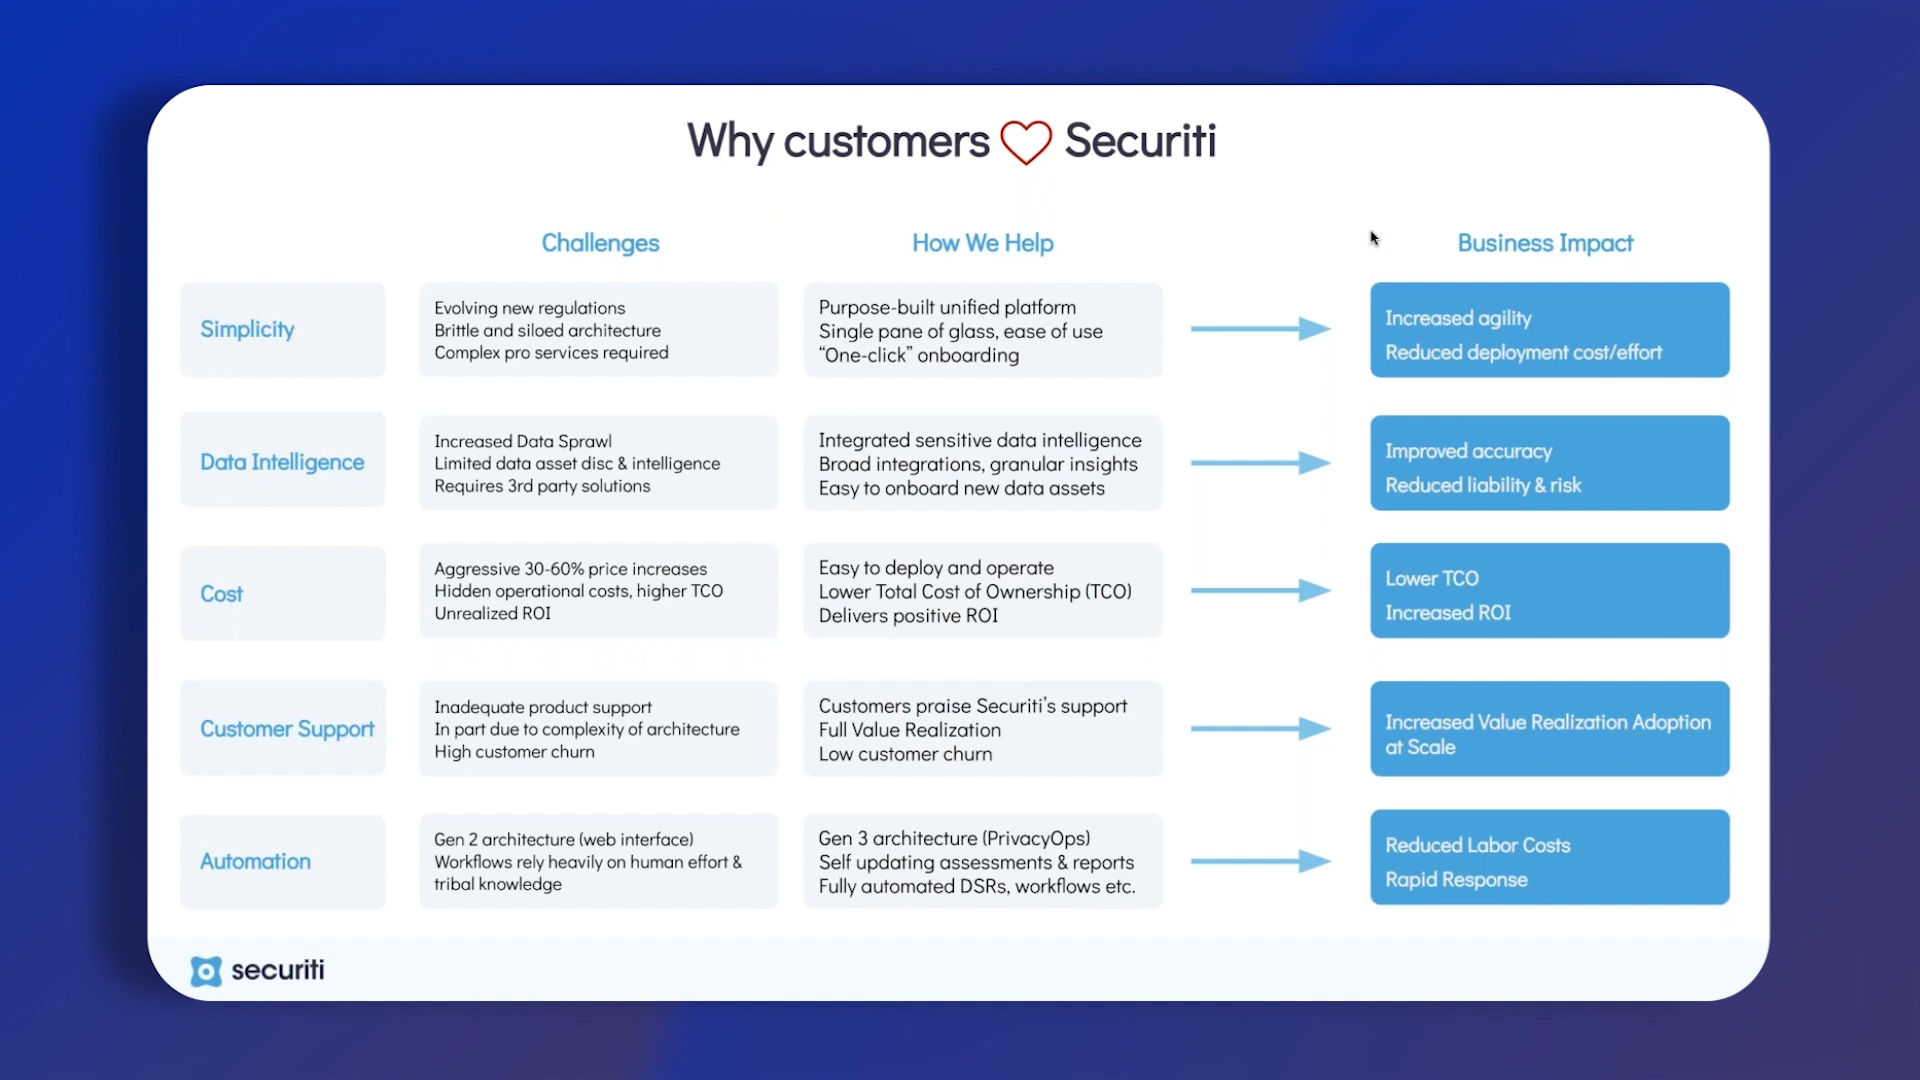 Why customers Securiti
Challenges
How We Help
Business Impact
Simplicity
Evolving new regulations
Brittle and siloed architecture
Complex pro services required
Purpose-built unified platform
Single pane of glass, ease of use
“One-click” onboarding
Increased agility
Reduced deployment cost/effort
Data Intelligence
Increased Data Sprawl
Limited data asset disc & intelligence
Requires 3rd party solutions
Integrated sensitive data intelligence
Broad integrations, granular insights
Easy to onboard new data assets
Improved accuracy
Reduced liability & risk
Cost
Aggressive 30-60% price increases
Hidden operational costs, higher TCO
Unrealized ROI
Easy to deploy and operate
Lower Total Cost of Ownership (TCO)
Delivers positive ROI
Lower TCO
Increased ROI
Customer Support
Inadequate product support
In part due to complexity of architecture
High customer churn
Customers praise Securiti’s support
Full Value Realization
Low customer churn
Increased Value Realization Adoption
at Scale
Automation
Gen 2 architecture (web interface)
Workflows rely heavily on human effort &
tribal knowledge
Gen 3 architecture (PrivacyOps)
Self updating assessments & reports
Fully automated DSRs, workflows etc.
Reduced Labor Costs
Rapid Response
securiti